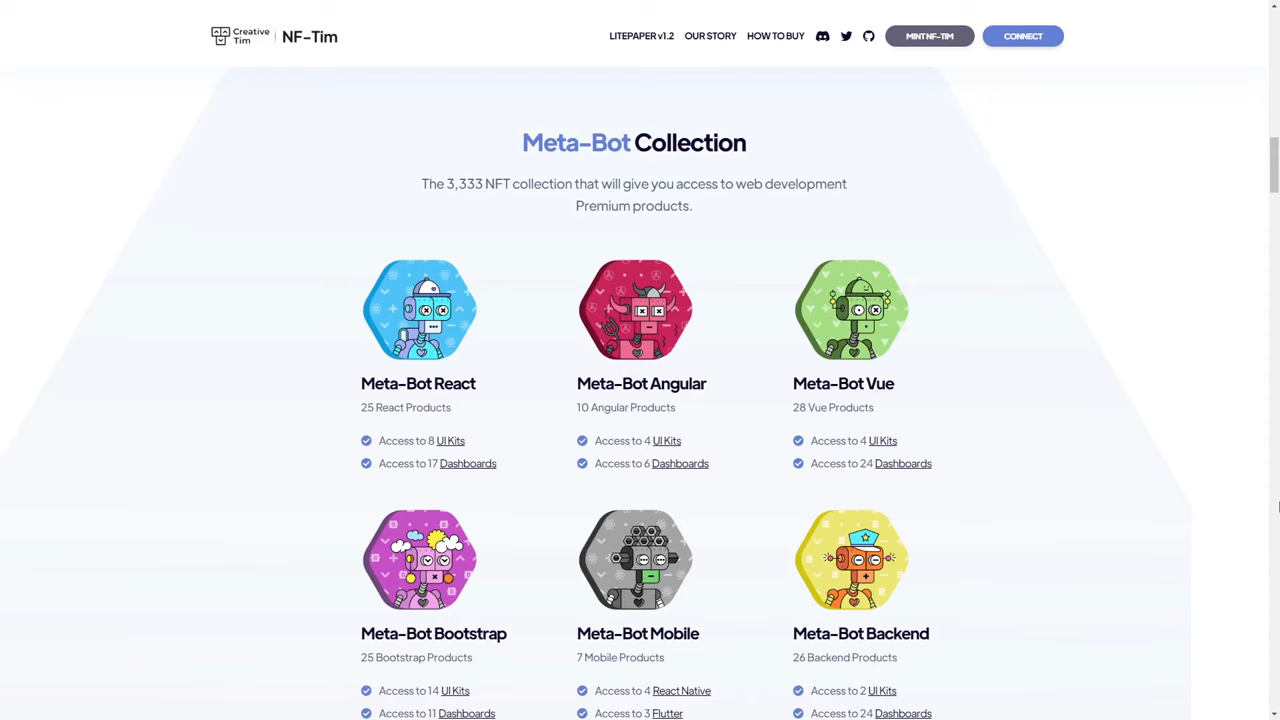 Creative
Tim
NF-Tim
LITEPAPER v1.2
OUR STORY
HOW TO BUY
MINT NF-TIM
CONNECT
Meta-Bot Collection
The 3,333 NFT collection that will give you access to web development
Premium products.
Meta-Bot React
25 React Products
Access to 8 UI Kits
Access to 17 Dashboards
Meta-Bot Angular
10 Angular Products
Access to 4 UI Kits
Access to 6 Dashboards
Meta-Bot Vue
28 Vue Products
Access to 4 UI Kits
Access to 24 Dashboards
Meta-Bot Bootstrap
25 Bootstrap Products
Access to 14 UI Kits
Access to 11 Dashboards
Meta-Bot Mobile
7 Mobile Products
Access to 4 React Native
Access to 3 Flutter
Meta-Bot Backend
26 Backend Products
Access to 2 UI Kits
Access to 24 Dashboards